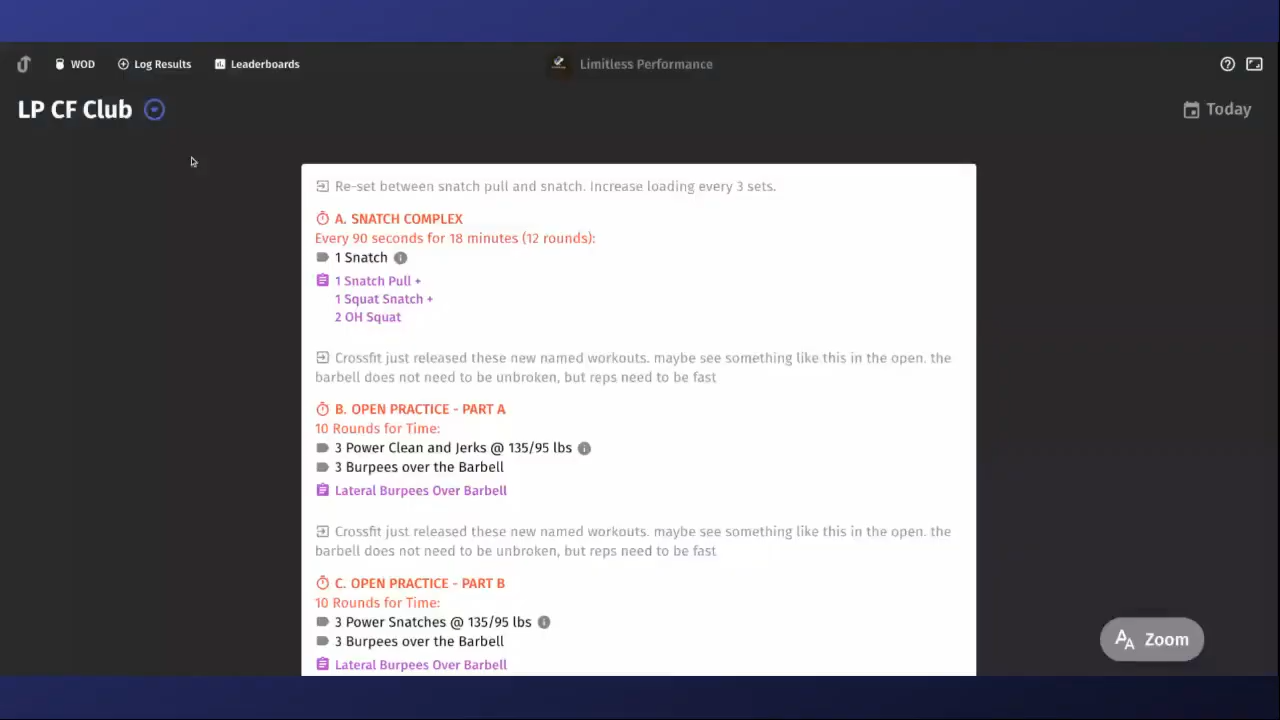 WOD
Log Results
Leaderboards
Limitless Performance
LP CF Club
Today
Re-set between snatch pull and snatch. Increase loading every 3 sets.
A. SNATCH COMPLEX
Every 90 seconds for 18 minutes (12 rounds):
1 Snatch
1 Snatch Pull +
1 Squat Snatch +
2 OH Squat
Crossfit just released these new named workouts. maybe see something like this in the open. the
barbell does not need to be unbroken, but reps need to be fast
B. OPEN PRACTICE - PART A
10 Rounds for Time:
3 Power Clean and Jerks @ 135/95 lbs
3 Burpees over the Barbell
Lateral Burpees Over Barbell
Crossfit just released these new named workouts. maybe see something like this in the open. the
barbell does not need to be unbroken, but reps need to be fast
C. OPEN PRACTICE - PART B
10 Rounds for Time:
3 Power Snatches @ 135/95 lbs
3 Burpees over the Barbell
Lateral Burpees Over Barbell
Zoom